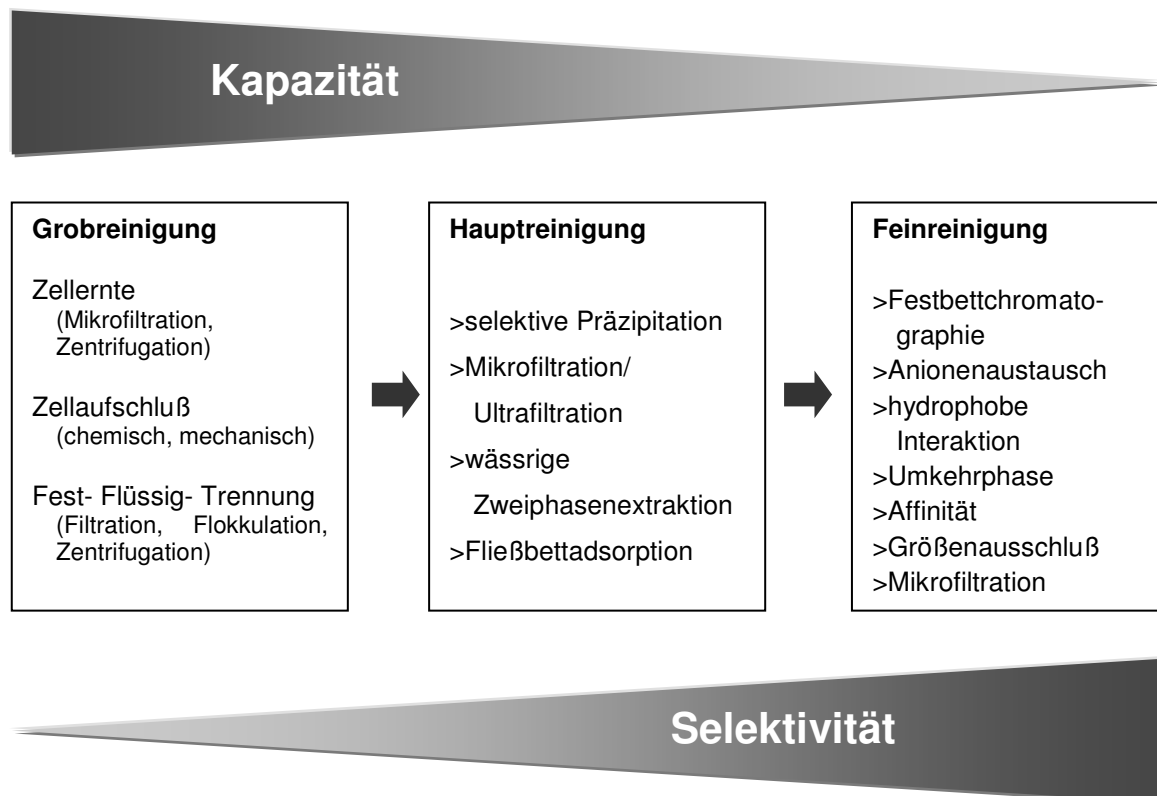 Kapazität
Grobreinigung
Zellernte
(Mikrofiltration,
Zentrifugation)
Zellaufschluß
(chemisch, mechanisch)
Fest- Flüssig- Trennung
(Filtration, Flokkulation,
Zentrifugation)
Hauptreinigung
>selektive Präzipitation
>Mikrofiltration/
Ultrafiltration
>wässrige
Zweiphasenextraktion
>Fließbettadsorption
Feinreinigung
>Festbettchromato-
graphie
>Anionenaustausch
>hydrophobe
Interaktion
>Umkehrphase
>Affinität
>Größenausschluß
>Mikrofiltration
Selektivität